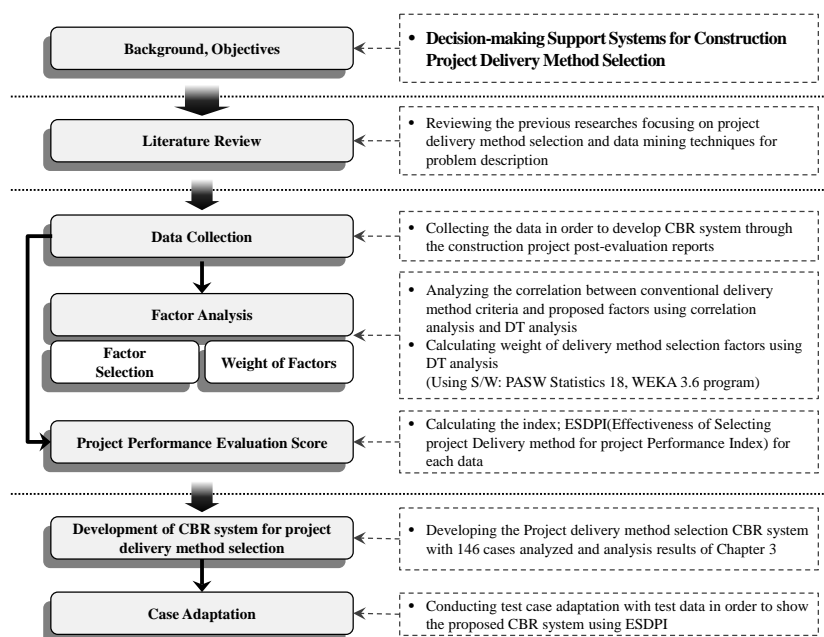 Background, Objectives
• Decision-making Support Systems for Construction
Project Delivery Method Selection
Literature Review
• Reviewing the previous researches focusing on project
delivery method selection and data mining techniques for
problem description
Data Collection
• Collecting the data in order to develop CBR system through
the construction project post-evaluation reports
Factor Analysis
Factor
Selection
Weight of Factors
• Analyzing the correlation between conventional delivery
method criteria and proposed factors using correlation
analysis and DT analysis
• Calculating weight of delivery method selection factors using
DT analysis
(Using S/W: PASW Statistics 18, WEKA 3.6 program)
Project Performance Evaluation Score
• Calculating the index; ESDPI(Effectiveness of Selecting
project Delivery method for project Performance Index) for
each data
Development of CBR system for project
delivery method selection
• Developing the Project delivery method selection CBR system
with 146 cases analyzed and analysis results of Chapter 3
Case Adaptation
• Conducting test case adaptation with test data in order to show
the proposed CBR system using ESDPI